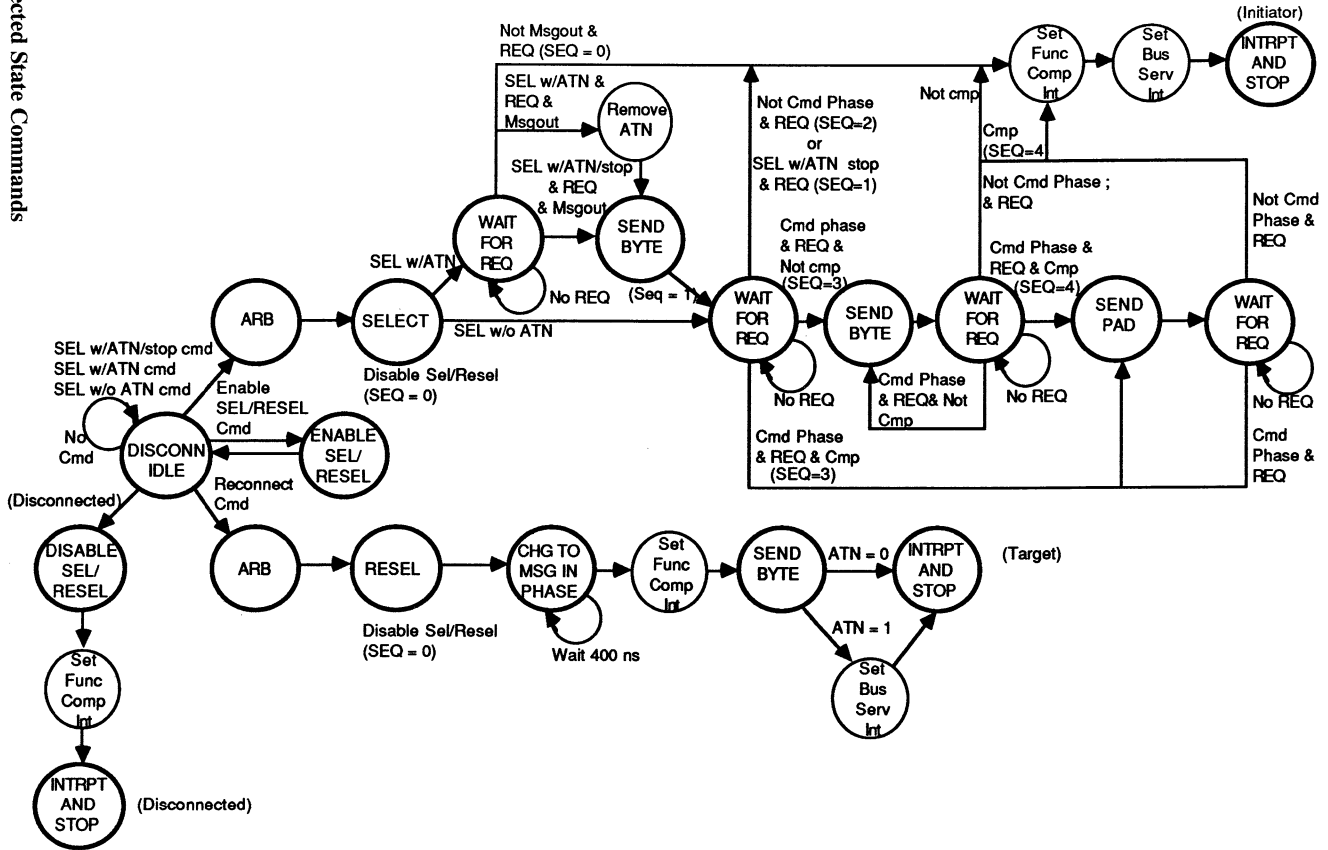 ected State Commands
(Initiator)
Not Msgout &
REQ (SEQ = 0)
Set
Func
Comp
Int
Set
Bus
Serv
Int
INTRPT
AND
STOP
SEL w/ATN &
REQ &
Msgout
Remove
ATN
Not Cmd Phase
& REQ (SEQ=2)
or
SEL w/ATN stop
& REQ (SEQ=1)
Not cmp
Cmp
(SEQ=4
SEL w/ATN/stop
& REQ
& Msgout
Not Cmd Phase ;
& REQ
Not Cmd
Phase &
REQ
WAIT
FOR
REQ
SEND
BYTE
Cmd phase
& REQ &
Not cmp
(SEQ=3)
Cmd Phase &
REQ & Cmp
(SEQ=4)
SEL w/ATN
No REQ
(Seq = 1)
ARB
SELECT
SEL w/o ATN
WAIT
FOR
REQ
SEND
BYTE
WAIT
FOR
REQ
SEND
PAD
WAIT
FOR
REQ
SEL w/ATN/stop cmd
SEL w/ATN cmd
SEL w/o ATN cmd
Disable Sel/Resel
(SEQ = 0)
Enable
SEL/RESEL
Cmd
No REQ
Cmd Phase
& REQ& Not
Cmp
No REQ
No REQ
No
Cmd
DISCONN
IDLE
ENABLE
SEL/
RESEL
Cmd Phase
& REQ & Cmp
(SEQ=3)
Cmd
Phase &
REQ
(Disconnected)
Reconnect
Cmd
DISABLE
SEL/
RESEL
ARB
RESEL
CHG TO
MSG IN
PHASE
Set
Func
Comp
Int
SEND
BYTE
ATN = 0
INTRPT
AND
STOP
(Target)
Disable Sel/Resel
(SEQ = 0)
Wait 400 ns
ATN = 1
Set
Func
Comp
Int
Set
Bus
Serv
Int
INTRPT
AND
STOP
(Disconnected)